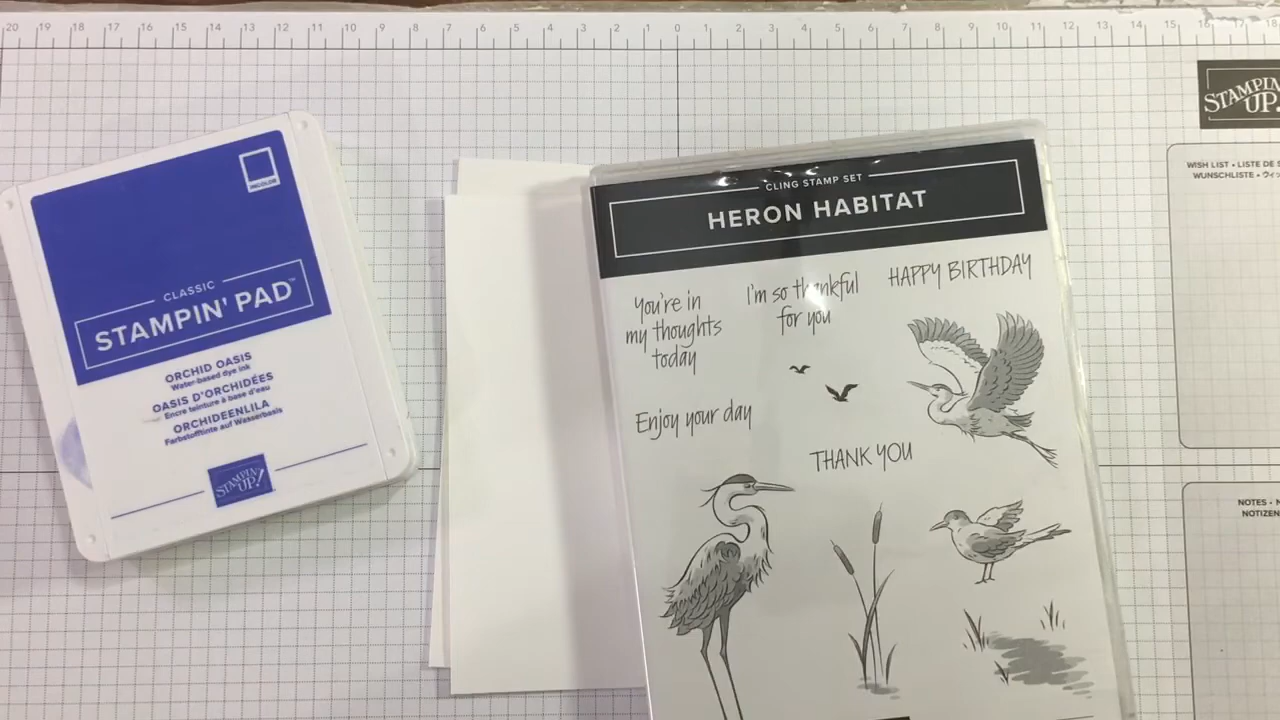 20 19 18 17 16 15 14 13 12 11 10 9 8 7 6 5 4 3 2 1 0 1 2 3 4 5 6 7 8 9 10 11 12 13 14 15 16 17 18
STAMPIN'
UP!
WISH LIST • LISTE DE
WUNSCHLISTE •
NOTES •
NOTIZEN
INCOLOR
CLASSIC
STAMPIN' PAD™
ORCHID OASIS
Water-based dye ink
OASIS D'ORCHIDÉES
Encre teinture à base d'eau
ORCHIDEENLILA
Farbstofftinte auf Wasserbasis
STAMPIN'
UP!
CLING STAMP SET
HERON HABITAT
You're in
my thoughts
today
I'm so thankful
for you
HAPPY BIRTHDAY
Enjoy your day
THANK YOU